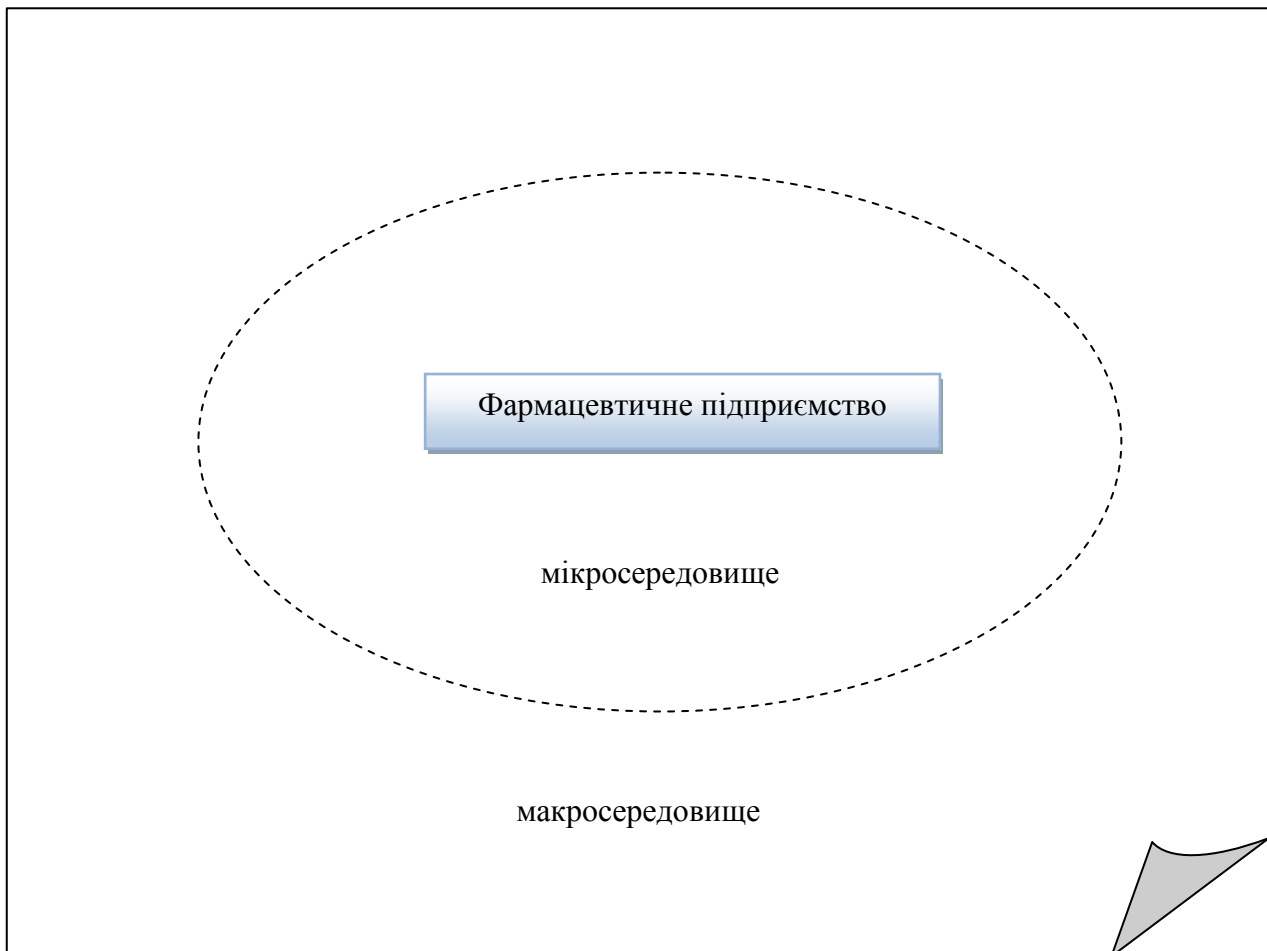 Фармацевтичне підприємство
мікросередовище
макросередовище